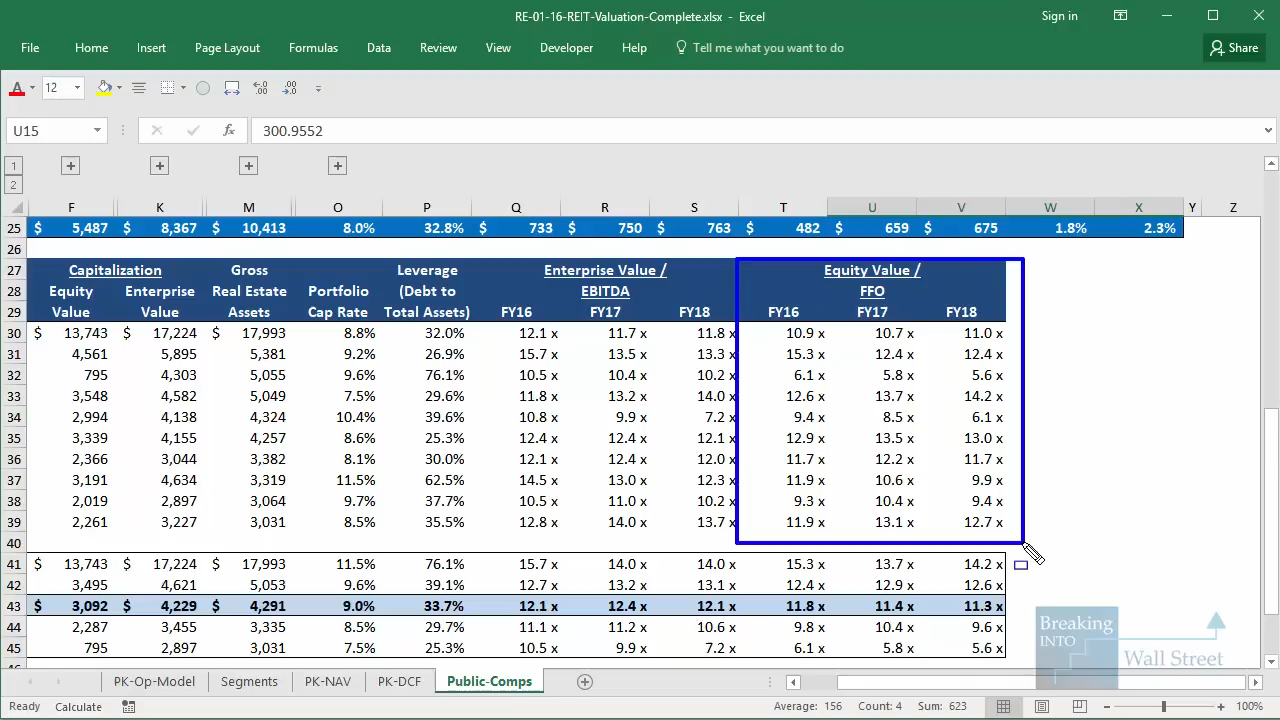 RE-01-16-REIT-Valuation-Complete.xlsx - Excel
Sign in
File Home Insert Page Layout Formulas Data Review View Developer Help Tell me what you want to do Share
A 12
U15 fx 300.9552
1
2
F K M O P Q R S T U V W X Y Z
25 $ 5,487 $ 8,367 $ 10,413 8.0% 32.8% $ 733 $ 750 $ 763 $ 482 $ 659 $ 675 1.8% 2.3%
26
27 Capitalization Gross Leverage Enterprise Value / Equity Value /
28 Equity Enterprise Real Estate Portfolio (Debt to EBITDA FFO
29 Value Value Assets Cap Rate Total Assets) FY16 FY17 FY18 FY16 FY17 FY18
30 $ 13,743 $ 17,224 $ 17,993 8.8% 32.0% 12.1 x 11.7 x 11.8 x 10.9 x 10.7 x 11.0 x
31 4,561 5,895 5,381 9.2% 26.9% 15.7 x 13.5 x 13.3 x 15.3 x 12.4 x 12.4 x
32 795 4,303 5,055 9.6% 76.1% 10.5 x 10.4 x 10.2 x 6.1 x 5.8 x 5.6 x
33 3,548 4,582 5,049 7.5% 29.6% 11.8 x 13.2 x 14.0 x 12.6 x 13.7 x 14.2 x
34 2,994 4,138 4,324 10.4% 39.6% 10.8 x 9.9 x 7.2 x 9.4 x 8.5 x 6.1 x
35 3,339 4,155 4,257 8.6% 25.3% 12.4 x 12.4 x 12.1 x 12.9 x 13.5 x 13.0 x
36 2,366 3,044 3,382 8.1% 30.0% 12.1 x 12.4 x 12.0 x 11.7 x 12.2 x 11.7 x
37 3,191 4,634 3,319 11.5% 62.5% 14.5 x 13.0 x 12.3 x 11.9 x 10.6 x 9.9 x
38 2,019 2,897 3,064 9.7% 37.7% 10.5 x 11.0 x 10.2 x 9.3 x 10.4 x 9.4 x
39 2,261 3,227 3,031 8.5% 35.5% 12.8 x 14.0 x 13.7 x 11.9 x 13.1 x 12.7 x
40
41 $ 13,743 $ 17,224 $ 17,993 11.5% 76.1% 15.7 x 14.0 x 14.0 x 15.3 x 13.7 x 14.2 x
42 3,495 4,621 5,053 9.6% 39.1% 12.7 x 13.2 x 13.1 x 12.4 x 12.9 x 12.6 x
43 $ 3,092 $ 4,229 $ 4,291 9.0% 33.7% 12.1 x 12.4 x 12.1 x 11.8 x 11.4 x 11.3 x
44 2,287 3,455 3,335 8.5% 29.7% 11.1 x 11.2 x 10.6 x 9.8 x 10.4 x 9.6 x
45 795 2,897 3,031 7.5% 25.3% 10.5 x 9.9 x 7.2 x 6.1 x 5.8 x 5.6 x
Breaking
INTO
Wall Street
PK-Op-Model Segments PK-NAV PK-DCF Public-Comps
Ready Calculate Average: 156 Count: 4 Sum: 623 100%